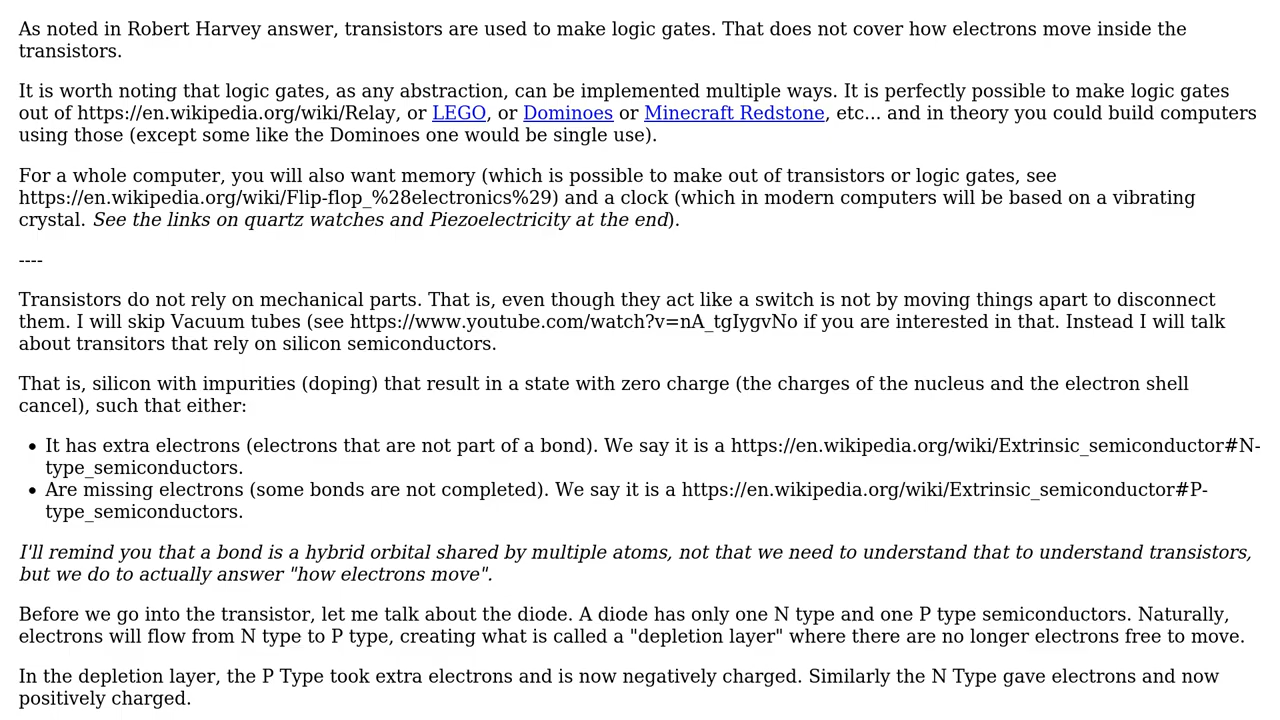 As noted in Robert Harvey answer, transistors are used to make logic gates. That does not cover how electrons move inside the
transistors.
It is worth noting that logic gates, as any abstraction, can be implemented multiple ways. It is perfectly possible to make logic gates
out of https://en.wikipedia.org/wiki/Relay, or LEGO, or Dominoes or Minecraft Redstone, etc... and in theory you could build computers
using those (except some like the Dominoes one would be single use).
For a whole computer, you will also want memory (which is possible to make out of transistors or logic gates, see
https://en.wikipedia.org/wiki/Flip-flop_%28electronics%29) and a clock (which in modern computers will be based on a vibrating
crystal. See the links on quartz watches and Piezoelectricity at the end).
----
Transistors do not rely on mechanical parts. That is, even though they act like a switch is not by moving things apart to disconnect
them. I will skip Vacuum tubes (see https://www.youtube.com/watch?v=nA_tgIygvNo if you are interested in that. Instead I will talk
about transitors that rely on silicon semiconductors.
That is, silicon with impurities (doping) that result in a state with zero charge (the charges of the nucleus and the electron shell
cancel), such that either:
• It has extra electrons (electrons that are not part of a bond). We say it is a https://en.wikipedia.org/wiki/Extrinsic_semiconductor#N-
type_semiconductors.
• Are missing electrons (some bonds are not completed). We say it is a https://en.wikipedia.org/wiki/Extrinsic_semiconductor#P-
type_semiconductors.
I'll remind you that a bond is a hybrid orbital shared by multiple atoms, not that we need to understand that to understand transistors,
but we do to actually answer "how electrons move".
Before we go into the transistor, let me talk about the diode. A diode has only one N type and one P type semiconductors. Naturally,
electrons will flow from N type to P type, creating what is called a "depletion layer" where there are no longer electrons free to move.
In the depletion layer, the P Type took extra electrons and is now negatively charged. Similarly the N Type gave electrons and now
positively charged.